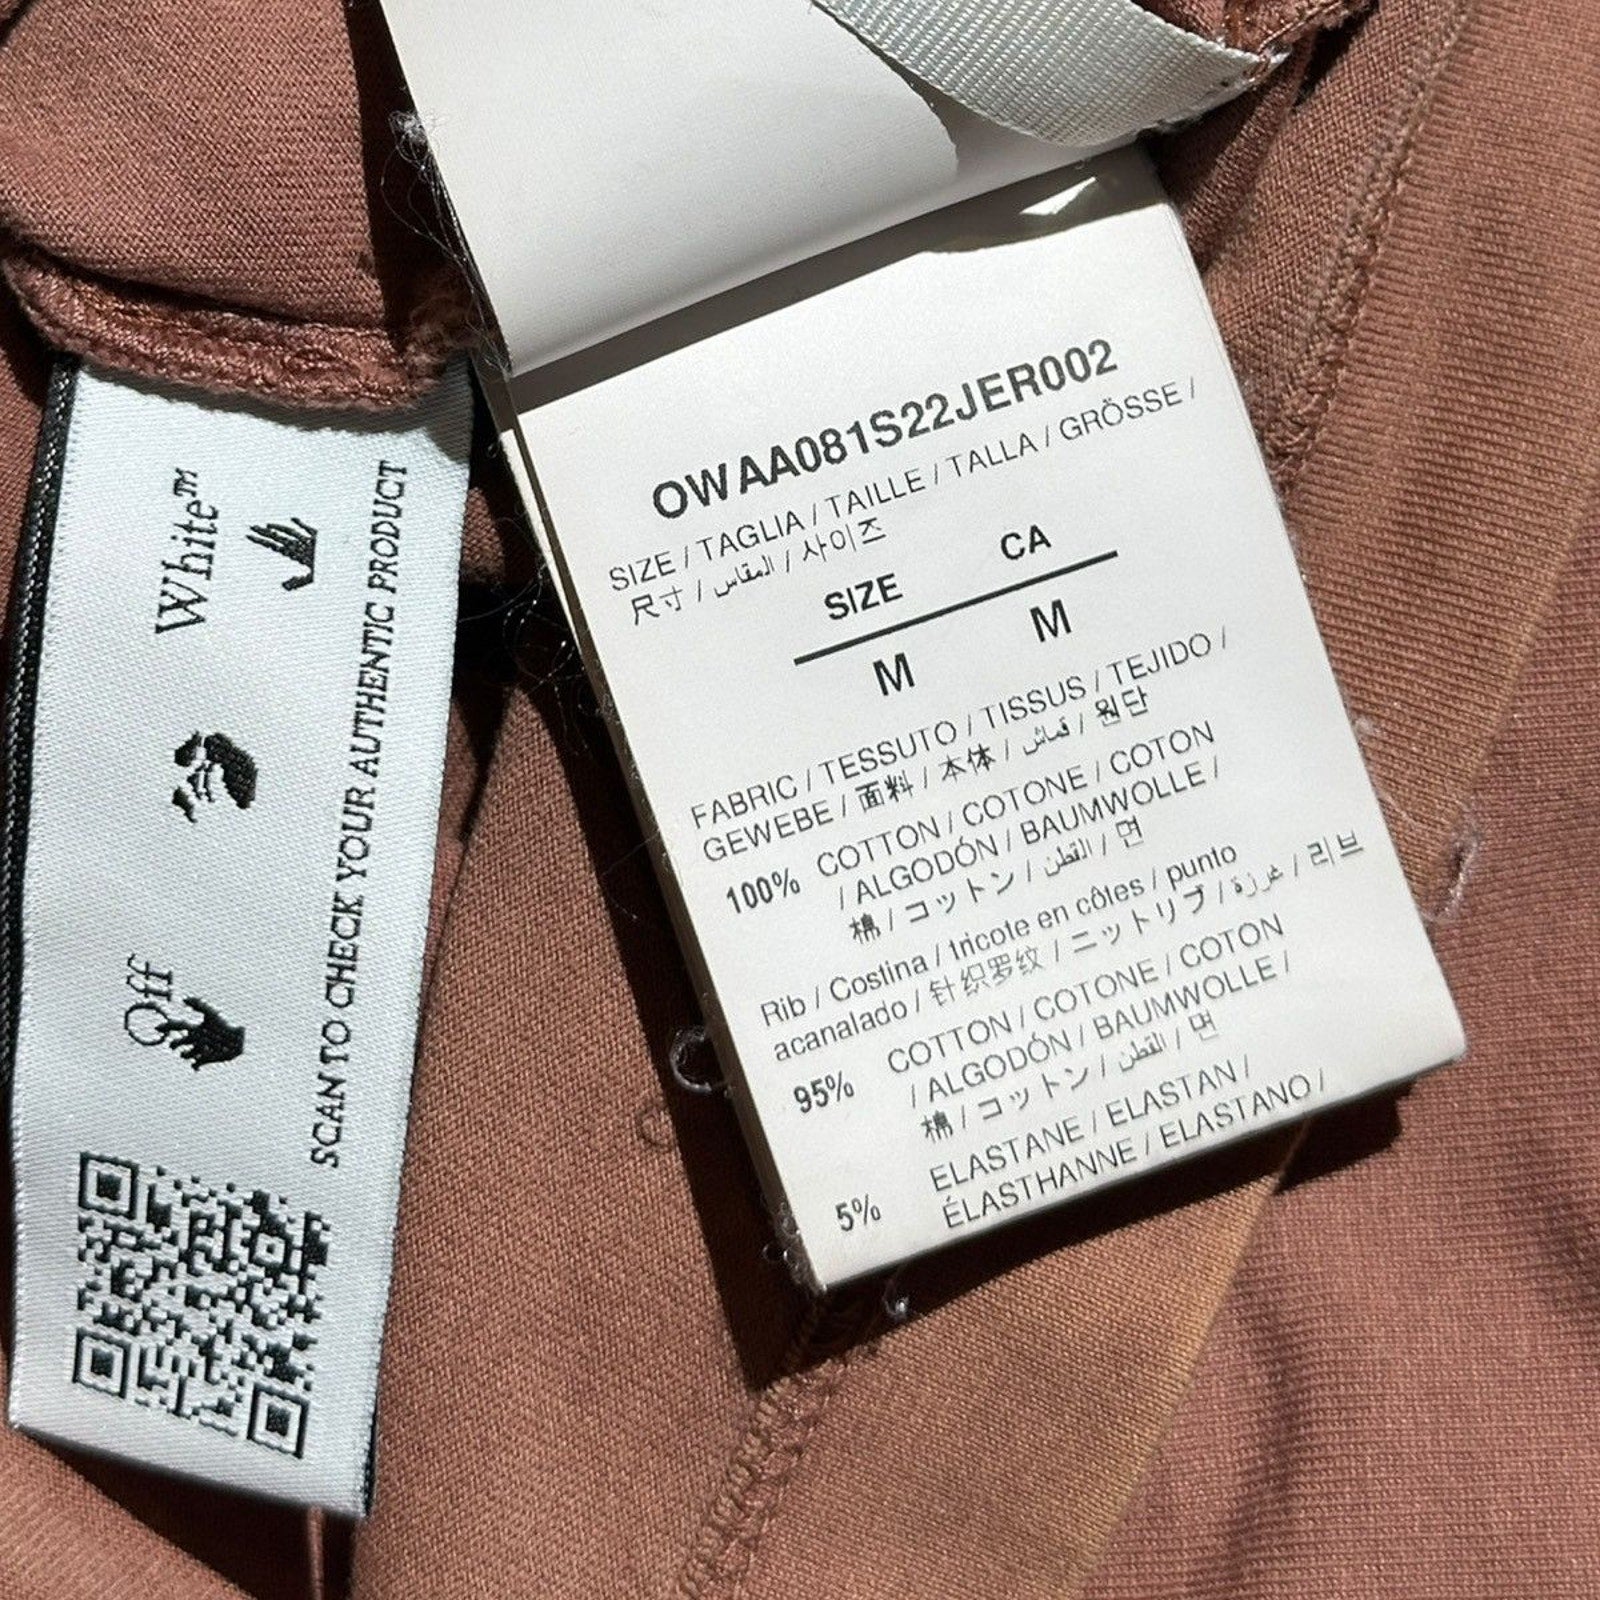 Off White™
SCAN TO CHECK YOUR AUTHENTIC PRODUCT
OWAA081S22JER002
SIZE / TAGLIA / TAILLE / TALLA / GRÖSSE /
尺寸 / المقاس / 사이즈
SIZE CA
M M
FABRIC / TESSUTO / TISSUS / TEJIDO /
GEWEBE / 面料 / 本体 / قماش / 원단
100% COTTON / COTONE / COTON
/ ALGODÓN / BAUMWOLLE /
棉 / コットン / القطن / 면
Rib / Costina / tricote en côtes / punto
acanalado / 针织罗纹 / ニットリブ / غرزة / 리브
95% COTTON / COTONE / COTON
/ ALGODÓN / BAUMWOLLE /
棉 / コットン / القطن / 면
5% ELASTANE / ELASTAN /
ÉLASTHANNE / ELASTANO /